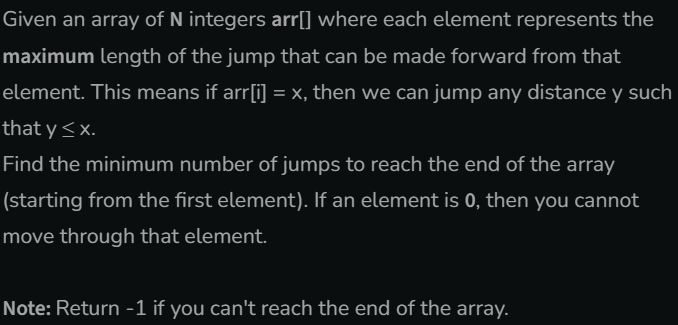 Given an array of N integers arr[] where each element represents the
maximum length of the jump that can be made forward from that
element. This means if arr[i] = x, then we can jump any distance y such
that y ≤ x.
Find the minimum number of jumps to reach the end of the array
(starting from the first element). If an element is 0, then you cannot
move through that element.
Note: Return -1 if you can't reach the end of the array.